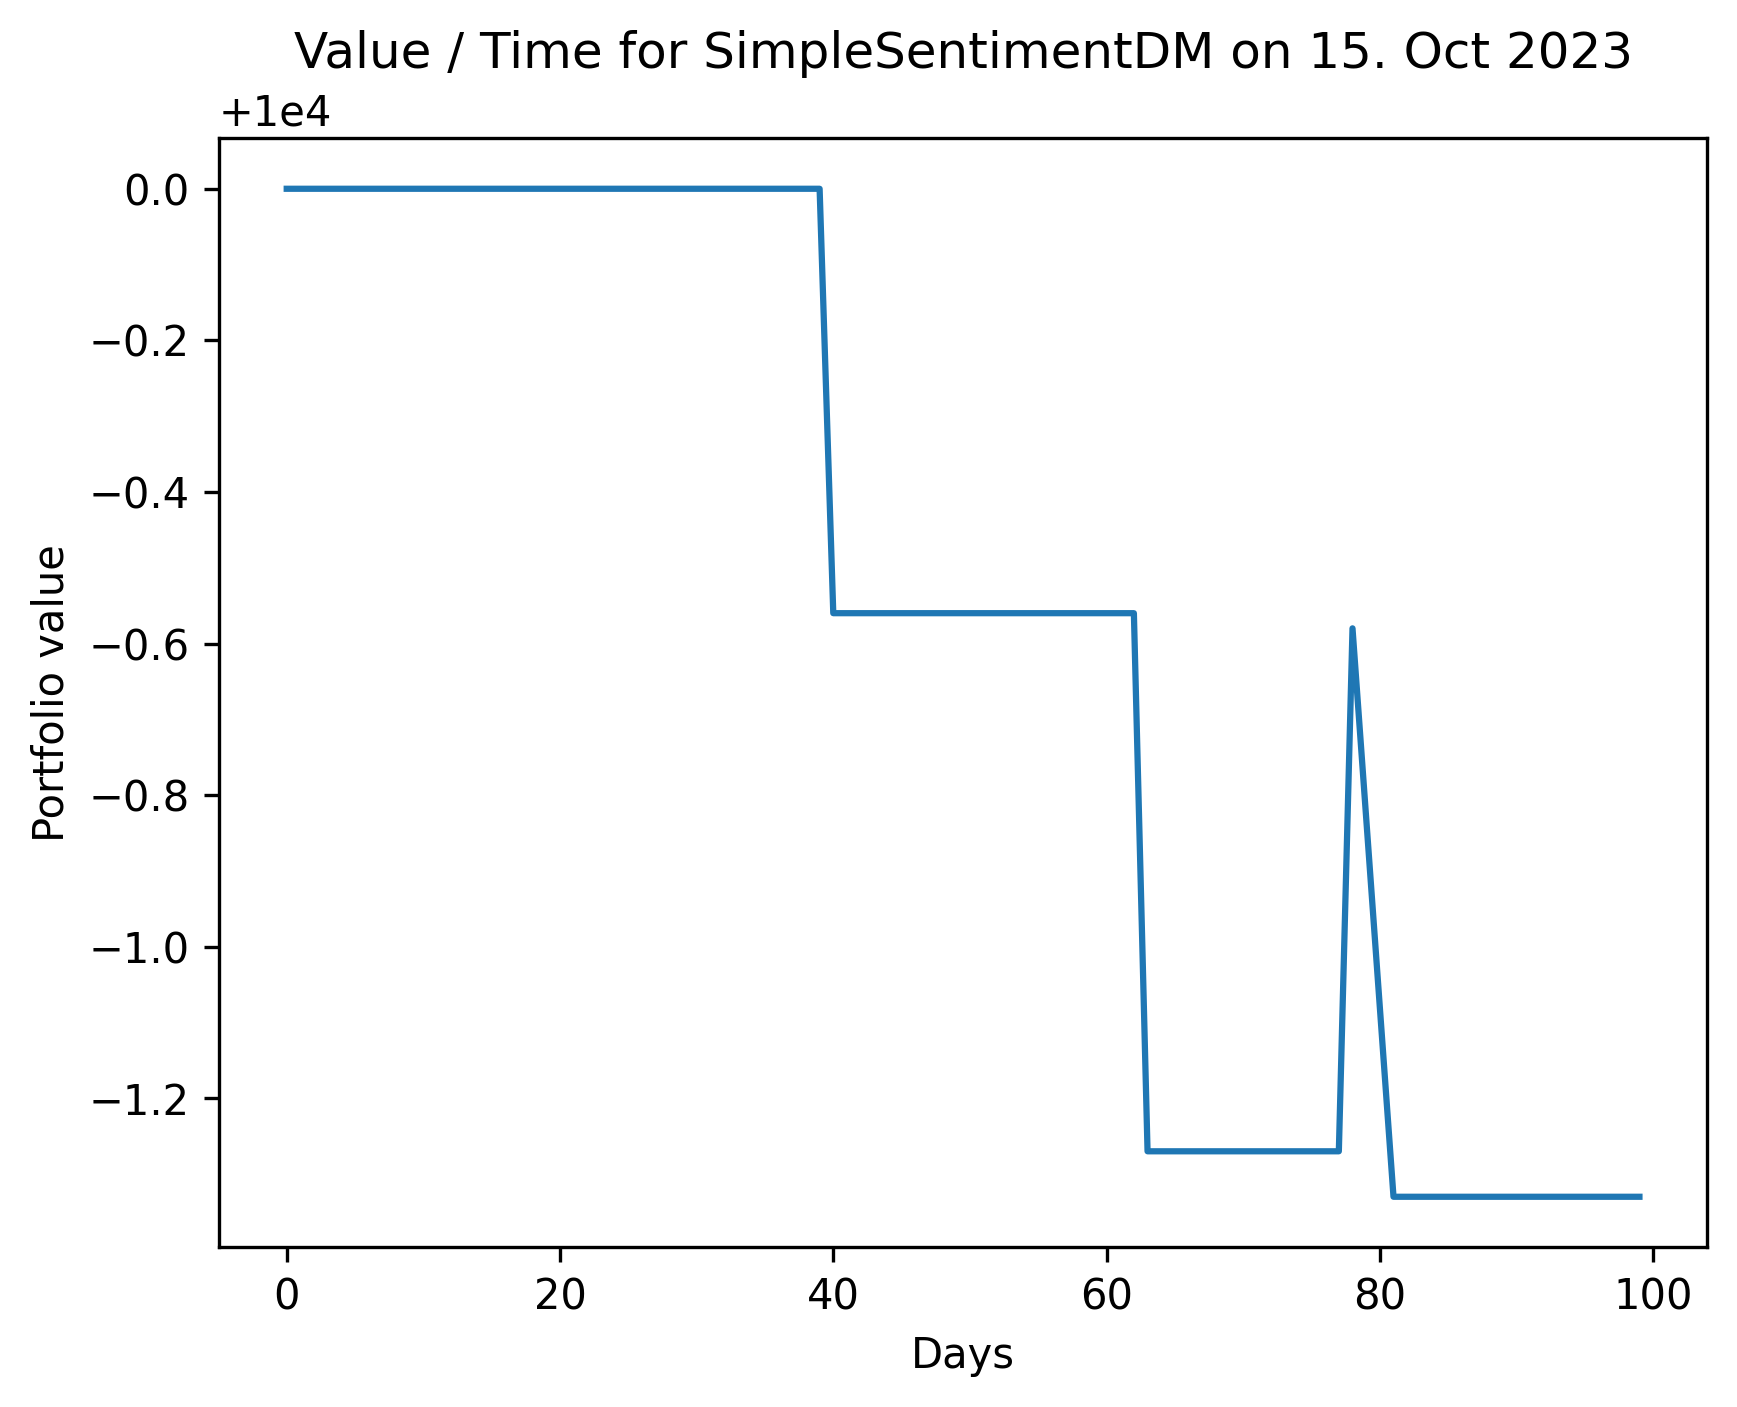 Value / Time for SimpleSentimentDM on 15. Oct 2023
+1e4
0.0
−0.2
−0.4
−0.6
−0.8
−1.0
−1.2
Portfolio value
0 20 40 60 80 100
Days